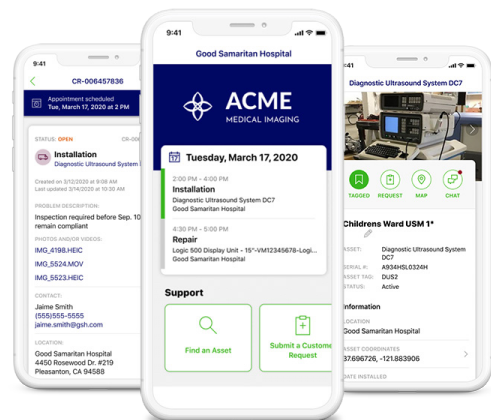 9:41
CR-006457836
Appointment scheduled
Tue, March 17, 2020 at 2 PM
STATUS: OPEN
Installation
Diagnostic Ultrasound System
Created on 3/12/2020 at 9:08 AM
Last updated 3/14/2020 at 10:30 AM
PROBLEM DESCRIPTION:
Inspection required before Sep. 10
remain compliant
PHOTOS AND/OR VIDEOS:
IMG_4198.HEIC
IMG_5524.MOV
IMG_5523.HEIC
CONTACT:
Jaime Smith
(555)555-5555
jaime.smith@gsh.com
LOCATION:
Good Samaritan Hospital
4450 Rosewood Dr. #219
Pleasanton, CA 94588
9:41
Good Samaritan Hospital
ACME
MEDICAL IMAGING
17 Tuesday, March 17, 2020
2:00 PM - 4:00 PM
Installation
Diagnostic Ultrasound System DC7
Good Samaritan Hospital
4:30 PM - 5:00 PM
Repair
Logic 500 Display Unit - 15"-VM12345678-Logi...
Good Samaritan Hospital
Support
Find an Asset
Submit a Custome
Request
:41
Diagnostic Ultrasound System DC7
TAGGED
REQUEST
MAP
CHAT
Childrens Ward USM 1*
ASSET: Diagnostic Ultrasound System
DC7
SERIAL #: A934HSL0324H
ASSET TAG: DUS2
STATUS: Active
Information
LOCATION
Good Samaritan Hospital
ASSET COORDINATES
37.696726, -121.883906
DATE INSTALLED